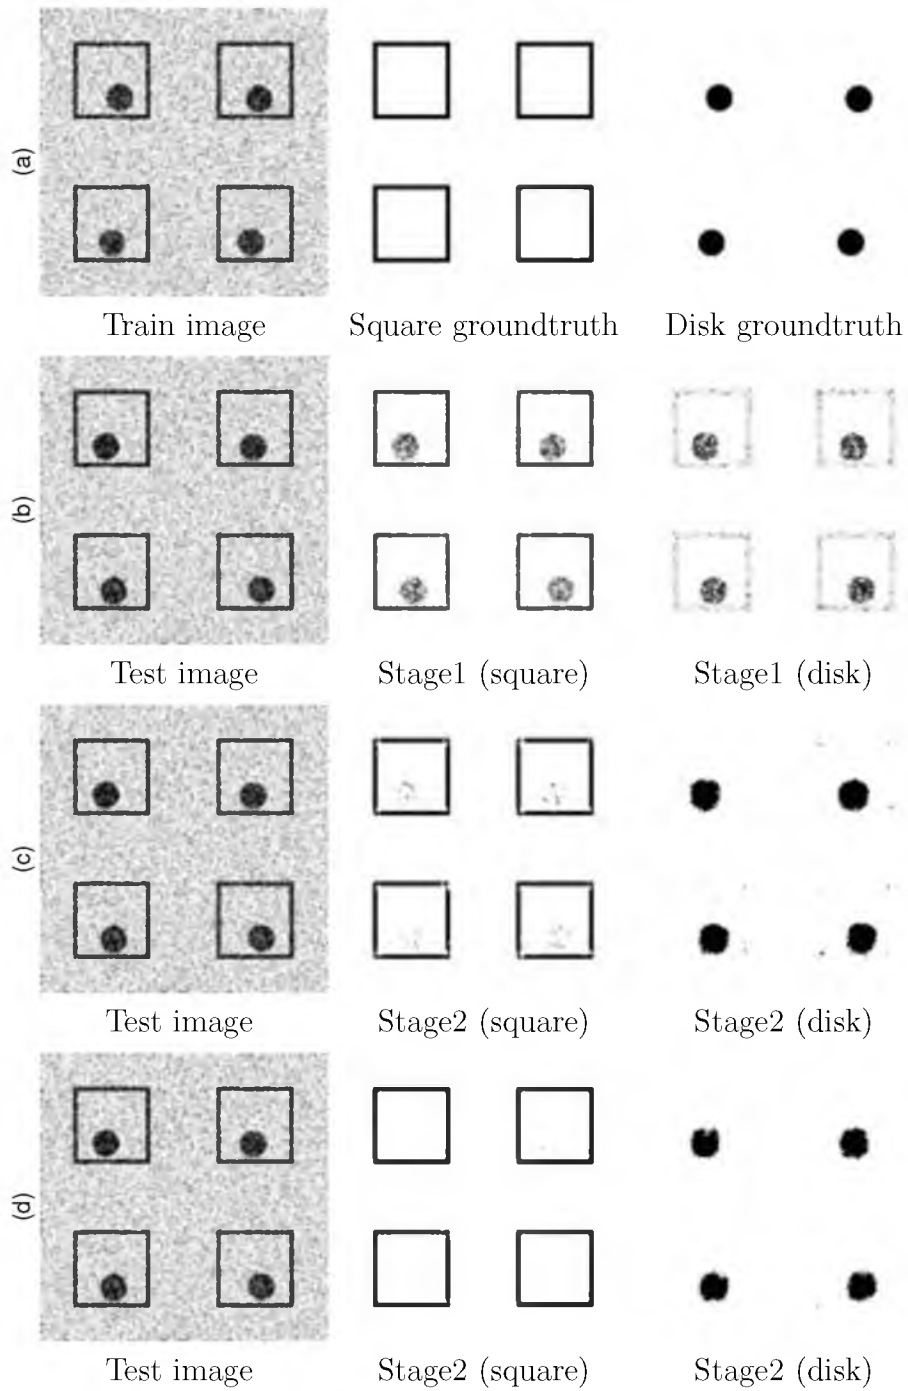 (a)
Train image
Square groundtruth
Disk groundtruth
(b)
Test image
Stage1 (square)
Stage1 (disk)
(c)
Test image
Stage2 (square)
Stage2 (disk)
(d)
Test image
Stage2 (square)
Stage2 (disk)